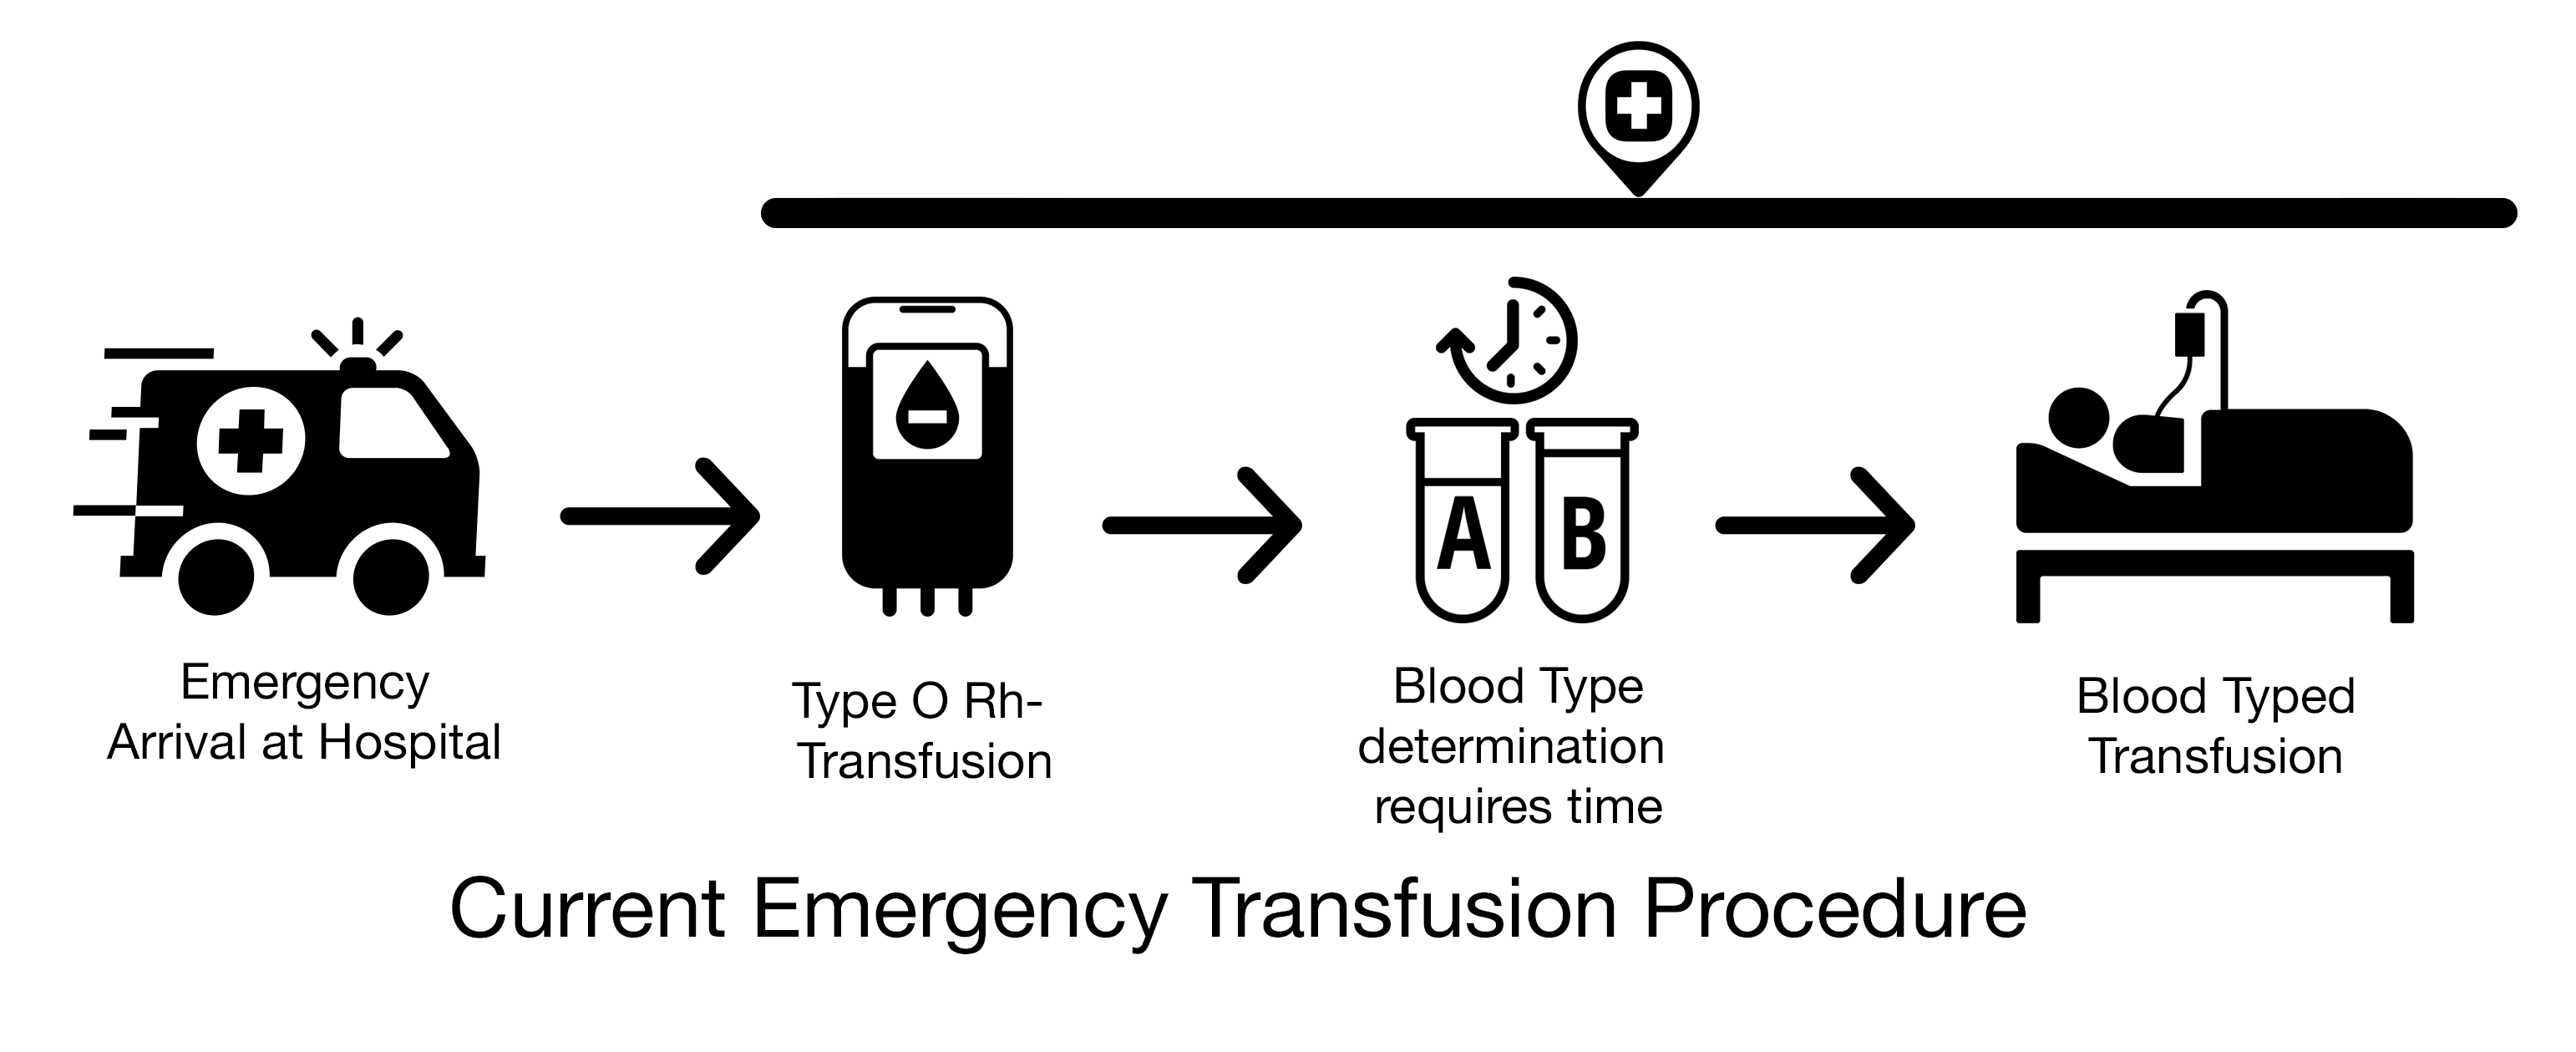 A B
Emergency
Arrival at Hospital
Type O Rh-
Transfusion
Blood Type
determination
requires time
Blood Typed
Transfusion
Current Emergency Transfusion Procedure